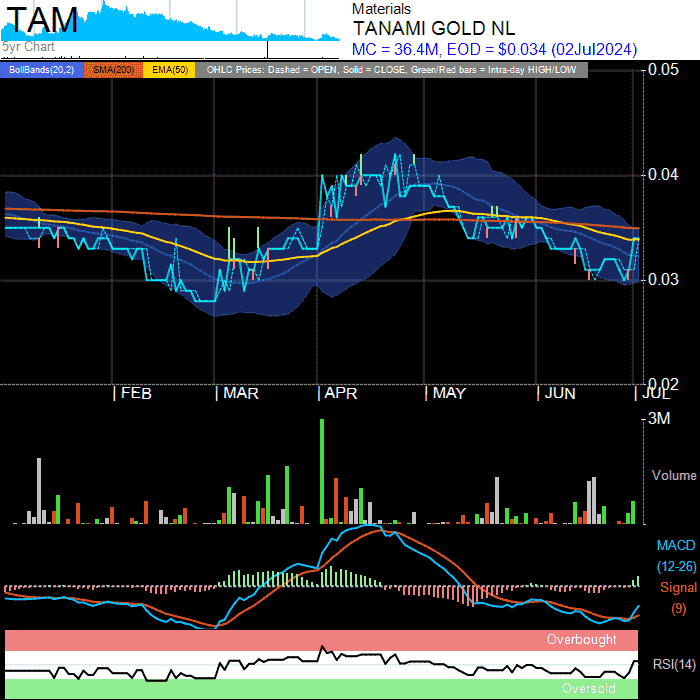 TAM
5yr Chart
Materials
TANAMI GOLD NL
MC = 36.4M, EOD = $0.034 (02Jul2024)
BollBands(20,2) SMA(200) EMA(50) OHLC Prices: Dashed = OPEN, Solid = CLOSE, Green/Red bars = Intra-day HIGH/LOW
0.05
0.04
0.03
0.02
FEB MAR APR MAY JUN JUL
3M
Volume
MACD
(12-26)
Signal
(9)
Overbought
RSI(14)
Oversold